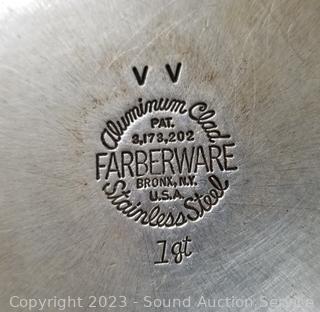 V V
Aluminum Clad
PAT.
3,173,202
FARBERWARE
BRONX, N.Y.
U.S.A.
Stainless Steel
1qt
Copyright 2023 - Sound Auction Service